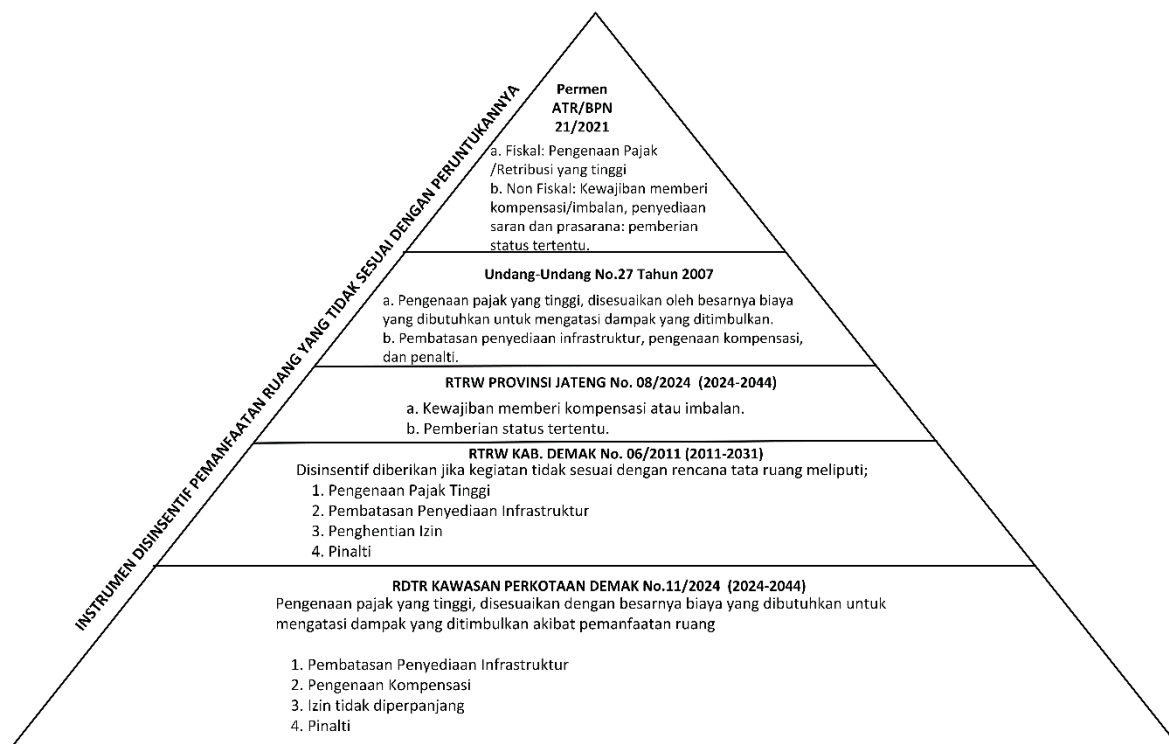 INSTRUMEN DISINSENTIF PEMANFAATAN RUANG YANG TIDAK SESUAI DENGAN PERUNTUKANNYA
Permen
ATR/BPN
21/2021
a. Fiskal: Pengenaan Pajak
/Retribusi yang tinggi
b. Non Fiskal: Kewajiban memberi
kompensasi/imbalan, penyediaan
saran dan prasarana: pemberian
status tertentu.
Undang-Undang No.27 Tahun 2007
a. Pengenaan pajak yang tinggi, disesuaikan oleh besarnya biaya
yang dibutuhkan untuk mengatasi dampak yang ditimbulkan.
b. Pembatasan penyediaan infrastruktur, pengenaan kompensasi,
dan penalti.
RTRW PROVINSI JATENG No. 08/2024 (2024-2044)
a. Kewajiban memberi kompensasi atau imbalan.
b. Pemberian status tertentu.
RTRW KAB. DEMAK No. 06/2011 (2011-2031)
Disinsentif diberikan jika kegiatan tidak sesuai dengan rencana tata ruang meliputi;
1. Pengenaan Pajak Tinggi
2. Pembatasan Penyediaan Infrastruktur
3. Penghentian Izin
4. Pinalti
RDTR KAWASAN PERKOTAAN DEMAK No.11/2024 (2024-2044)
Pengenaan pajak yang tinggi, disesuaikan dengan besarnya biaya yang dibutuhkan untuk
mengatasi dampak yang ditimbulkan akibat pemanfaatan ruang
1. Pembatasan Penyediaan Infrastruktur
2. Pengenaan Kompensasi
3. Izin tidak diperpanjang
4. Pinalti